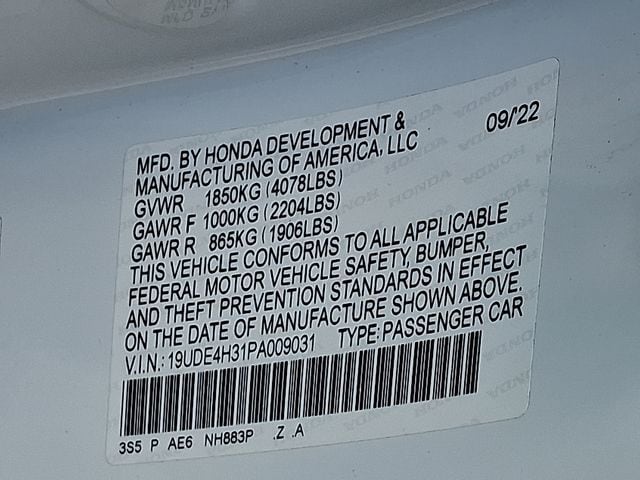 MFD. BY HONDA DEVELOPMENT &
MANUFACTURING OF AMERICA, LLC 09/'22
GVWR 1850KG (4078LBS)
GAWR F 1000KG (2204LBS)
GAWR R 865KG (1906LBS)
THIS VEHICLE CONFORMS TO ALL APPLICABLE
FEDERAL MOTOR VEHICLE SAFETY, BUMPER,
AND THEFT PREVENTION STANDARDS IN EFFECT
ON THE DATE OF MANUFACTURE SHOWN ABOVE.
V.I.N.: 19UDE4H31PA009031 TYPE: PASSENGER CAR
3S5 P AE6 NH883P .Z .A